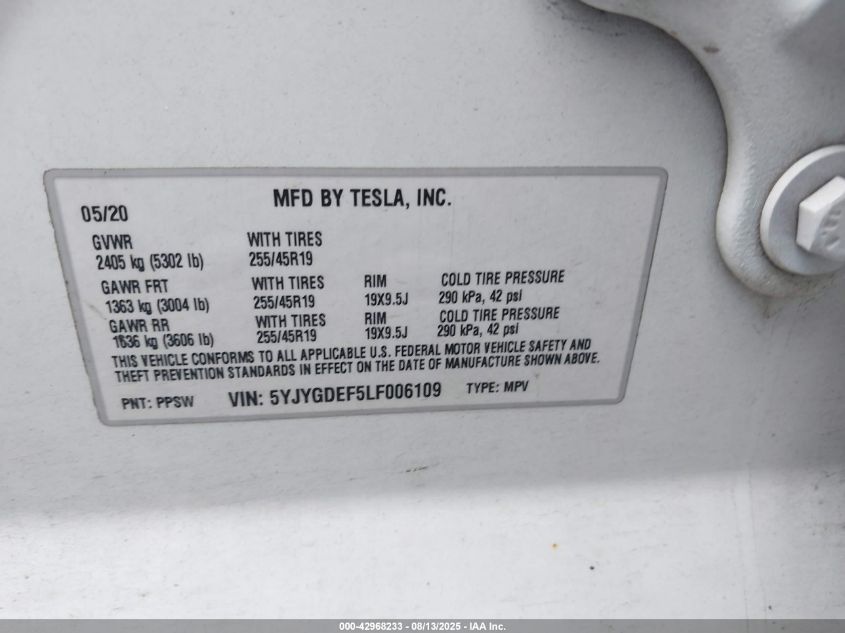 MFD BY TESLA, INC.
05/20
GVWR WITH TIRES
2405 kg (5302 lb) 255/45R19
GAWR FRT WITH TIRES RIM COLD TIRE PRESSURE
1363 kg (3004 lb) 255/45R19 19X9.5J 290 kPa, 42 psi
GAWR RR WITH TIRES RIM COLD TIRE PRESSURE
1636 kg (3606 lb) 255/45R19 19X9.5J 290 kPa, 42 psi
THIS VEHICLE CONFORMS TO ALL APPLICABLE U.S. FEDERAL MOTOR VEHICLE SAFETY AND
THEFT PREVENTION STANDARDS IN EFFECT ON THE DATE OF MANUFACTURE SHOWN ABOVE.
PNT: PPSW VIN: 5YJYGDEF5LF006109 TYPE: MPV
000-42968233 - 08/13/2025 - IAA Inc.